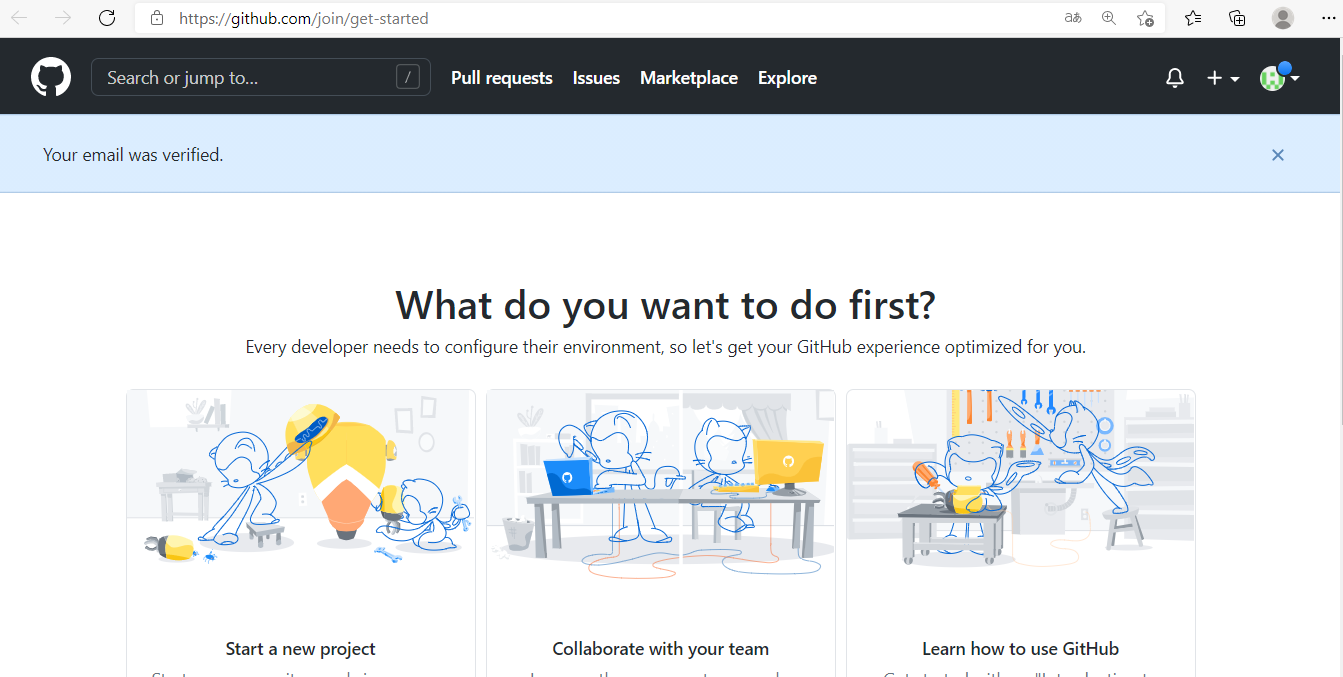 https://github.com/join/get-started
Search or jump to...
/
Pull requests
Issues
Marketplace
Explore
Your email was verified.
What do you want to do first?
Every developer needs to configure their environment, so let's get your GitHub experience optimized for you.
Start a new project
Collaborate with your team
Learn how to use GitHub